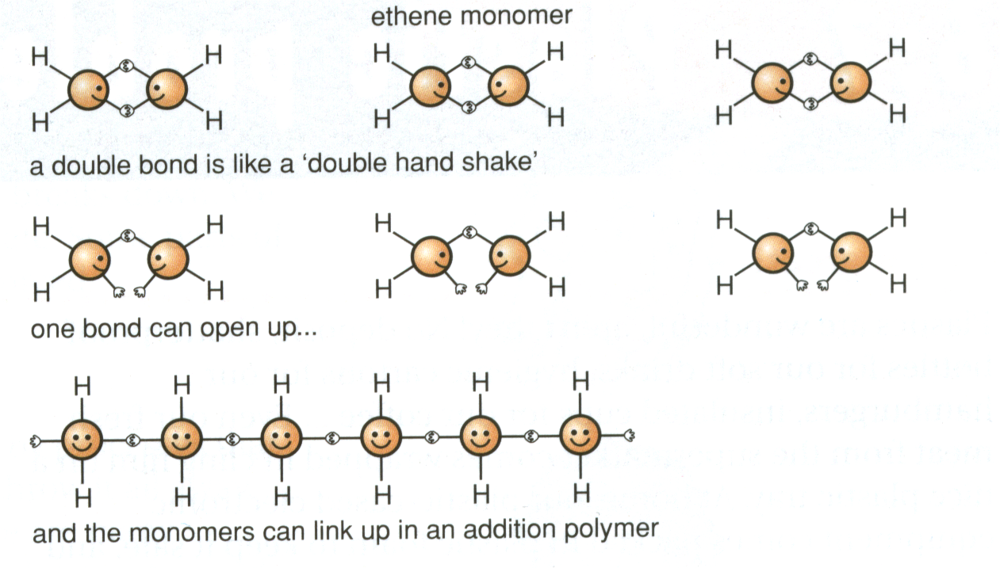 ethene monomer
H H H H H H
H H H H H H
a double bond is like a ‘double hand shake’
H H H H H H
H H H H H H
one bond can open up...
H H H H H H
H H H H H H
and the monomers can link up in an addition polymer